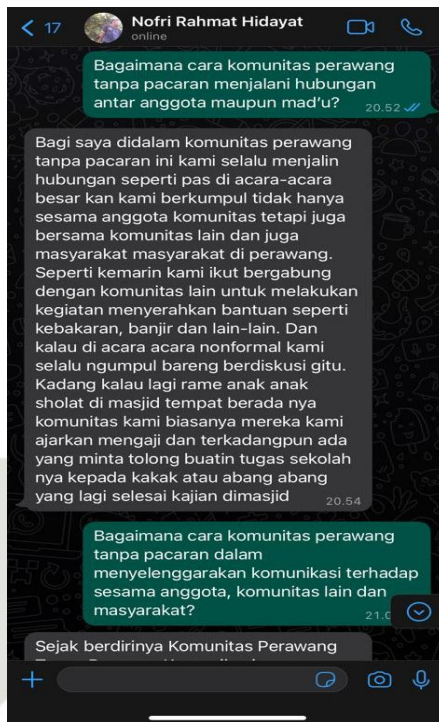 17
Nofri Rahmat Hidayat
online
Bagaimana cara komunitas perawang
tanpa pacaran menjalani hubungan
antar anggota maupun mad'u?
20.52
Bagi saya didalam komunitas perawang
tanpa pacaran ini kami selalu menjalin
hubungan seperti pas di acara-acara
besar kan kami berkumpul tidak hanya
sesama anggota komunitas tetapi juga
bersama komunitas lain dan juga
masyarakat masyarakat di perawang.
Seperti kemarin kami ikut bergabung
dengan komunitas lain untuk melakukan
kegiatan menyerahkan bantuan seperti
kebakaran, banjir dan lain-lain. Dan
kalau di acara acara nonformal kami
selalu ngumpul bareng berdiskusi gitu.
Kadang kalau lagi rame anak anak
sholat di masjid tempat berada nya
komunitas kami biasanya mereka kami
ajarkan mengaji dan terkadangpun ada
yang minta tolong buatin tugas sekolah
nya kepada kakak atau abang abang
yang lagi selesai kajian dimasjid
20.54
Bagaimana cara komunitas perawang
tanpa pacaran dalam
menyelenggarakan komunikasi terhadap
sesama anggota, komunitas lain dan
masyarakat?
Sejak berdirinya Komunitas Perawang